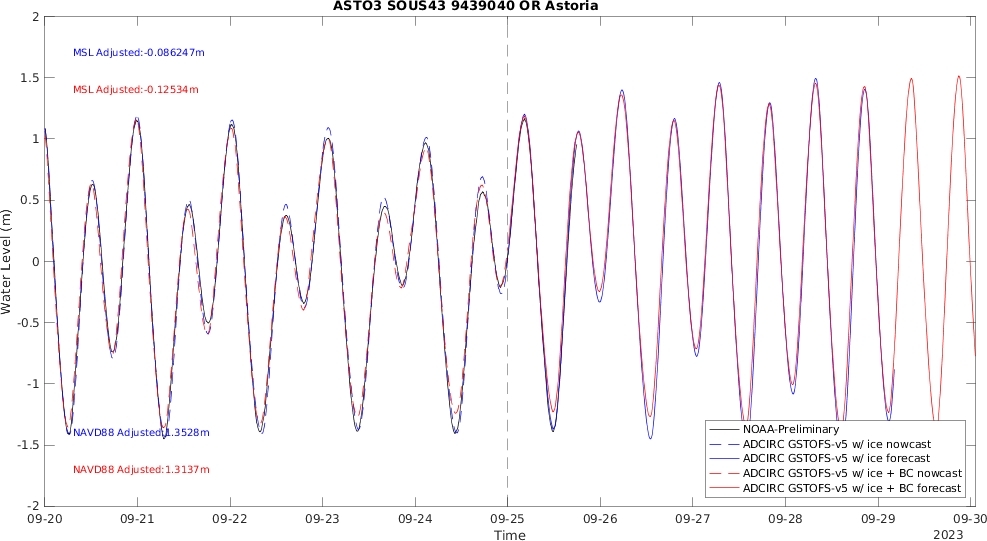 ASTO3 SOUS43 9439040 OR Astoria
2
1.5
1
0.5
0
-0.5
-1
-1.5
-2
Water Level (m)
MSL Adjusted:-0.086247m
MSL Adjusted:-0.12534m
NAVD88 Adjusted:1.3528m
NAVD88 Adjusted:1.3137m
NOAA-Preliminary
ADCIRC GSTOFS-v5 w/ ice nowcast
ADCIRC GSTOFS-v5 w/ ice forecast
ADCIRC GSTOFS-v5 w/ ice + BC nowcast
ADCIRC GSTOFS-v5 w/ ice + BC forecast
09-20 09-21 09-22 09-23 09-24 09-25 09-26 09-27 09-28 09-29 09-30
Time
2023